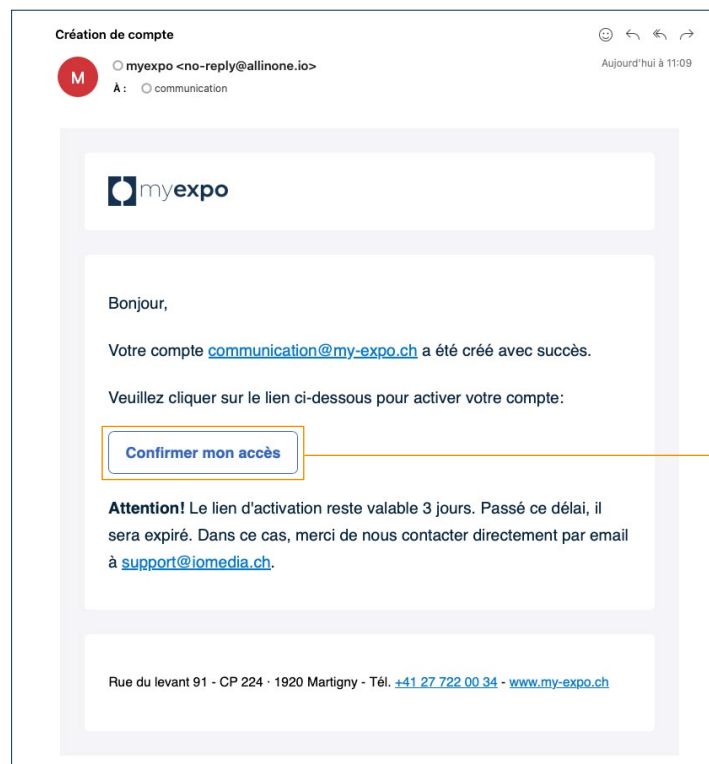 Création de compte
M
myexpo <no-reply@allinone.io>
Aujourd'hui à 11:09
À : communication
myexpo
Bonjour,
Votre compte communication@my-expo.ch a été créé avec succès.
Veuillez cliquer sur le lien ci-dessous pour activer votre compte:
Confirmer mon accès
Attention! Le lien d'activation reste valable 3 jours. Passé ce délai, il
sera expiré. Dans ce cas, merci de nous contacter directement par email
à support@iomedia.ch.
Rue du levant 91 - CP 224 · 1920 Martigny - Tél. +41 27 722 00 34 - www.my-expo.ch